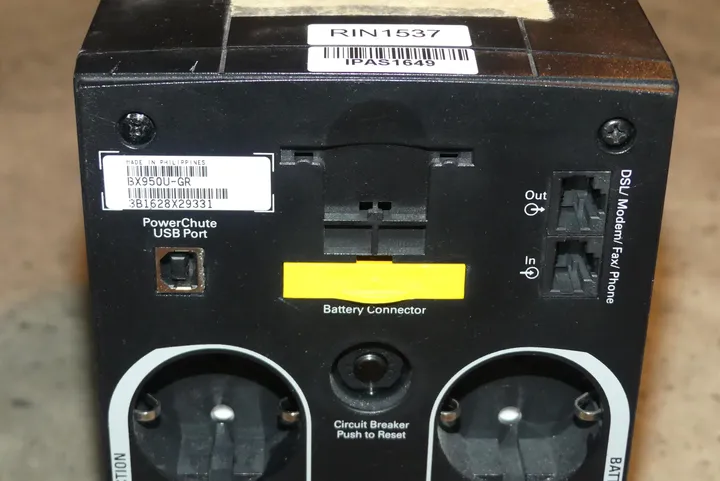 RIN1537
IPAS1649
MADE IN PHILIPPINES
BX950U-GR
3B1628X29331
PowerChute
USB Port
Out
In
DSL/ Modem/ Fax/ Phone
Battery Connector
Circuit Breaker
Push to Reset